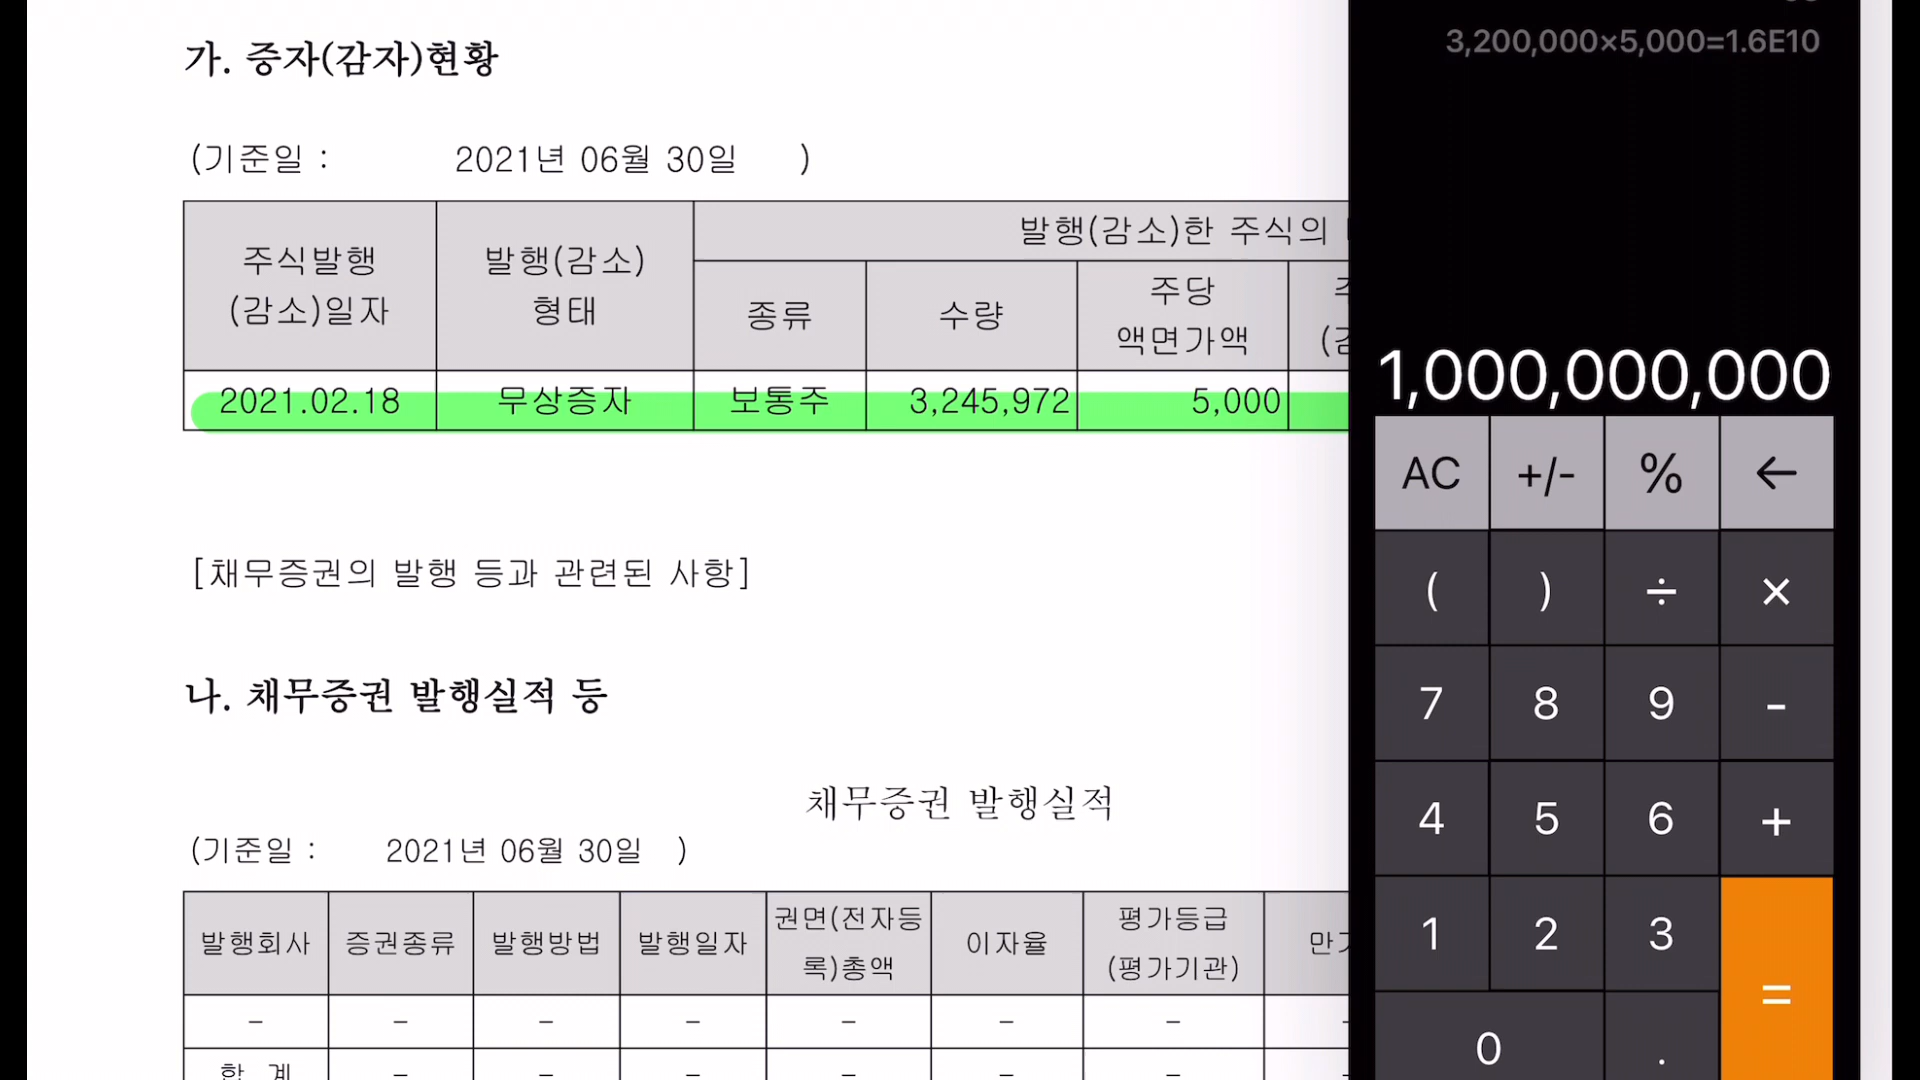 가. 증자(감자)현황
(기준일 : 2021년 06월 30일 )
주식발행
(감소)일자
발행(감소)
형태
발행(감소)한 주식의
종류
수량
주당
액면가액
2021.02.18 무상증자 보통주 3,245,972 5,000
[채무증권의 발행 등과 관련된 사항]
나. 채무증권 발행실적 등
채무증권 발행실적
(기준일 : 2021년 06월 30일 )
발행회사 증권종류 발행방법 발행일자
권면(전자등
록)총액
이자율
평가등급
(평가기관)
– – – – – – – –
합 계 – – – – – – –
3,200,000×5,000=1.6E10
1,000,000,000
AC +/- % ←
( ) ÷ ×
7 8 9 -
4 5 6 +
1 2 3
=
0 .